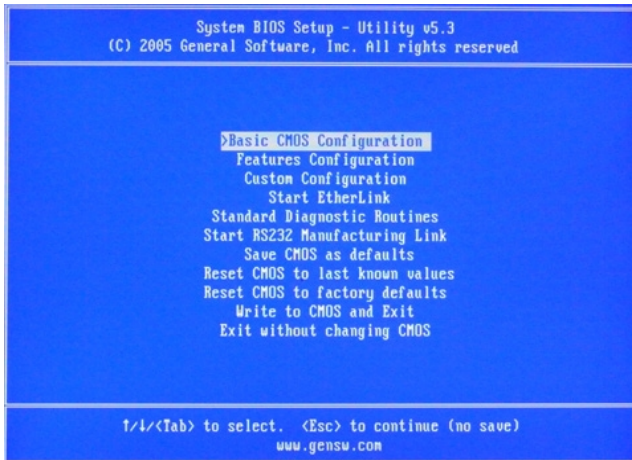 System BIOS Setup - Utility v5.3
(C) 2005 General Software, Inc. All rights reserved
>Basic CMOS Configuration
Features Configuration
Custom Configuration
Start EtherLink
Standard Diagnostic Routines
Start RS232 Manufacturing Link
Save CMOS as defaults
Reset CMOS to last known values
Reset CMOS to factory defaults
Write to CMOS and Exit
Exit without changing CMOS
↑/↓/<Tab> to select. <Esc> to continue (no save)
www.gensw.com